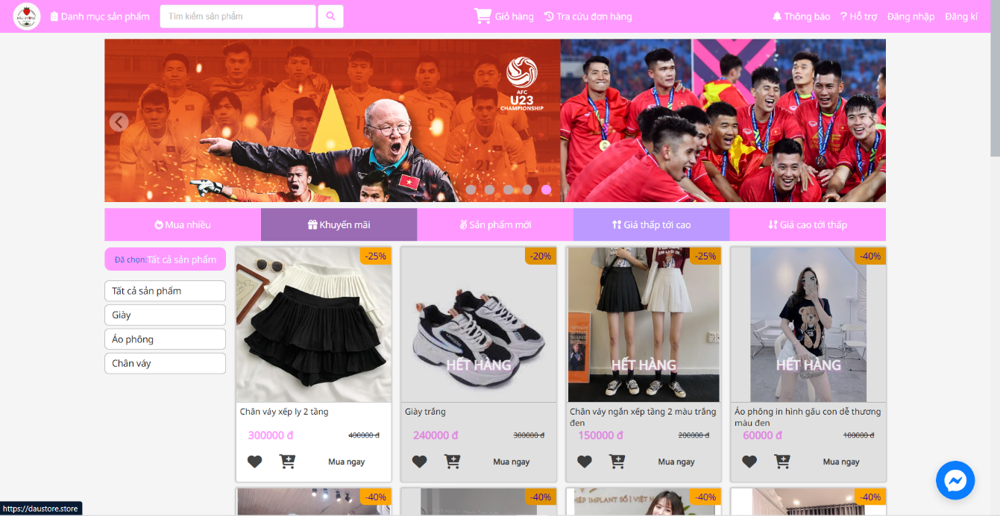 DÂU STORE
Danh mục sản phẩm
Tìm kiếm sản phẩm
Giỏ hàng
Tra cứu đơn hàng
Thông báo
? Hỗ trợ
Đăng nhập
Đăng kí
AFC
U23
CHAMPIONSHIP
Mua nhiều
Khuyến mãi
Sản phẩm mới
Giá thấp tới cao
Giá cao tới thấp
Đã chọn:Tất cả sản phẩm
Tất cả sản phẩm
Giày
Áo phông
Chân váy
-25%
-20%
-25%
-40%
HẾT HÀNG
HẾT HÀNG
HẾT HÀNG
Chân váy xếp ly 2 tầng
300000 đ
400000 đ
Mua ngay
Giày trắng
240000 đ
300000 đ
Mua ngay
Chân váy ngắn xếp tầng 2 màu trắng
đen
150000 đ
200000 đ
Mua ngay
Áo phông in hình gấu con dễ thương
màu đen
60000 đ
100000 đ
Mua ngay
-40%
-40%
-40%
-40%
https://daustore.store